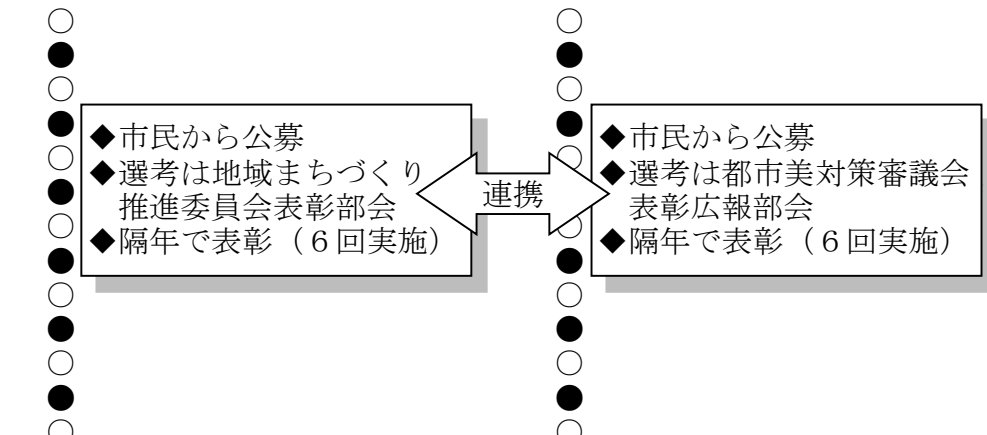 ◆市民から公募
◆選考は地域まちづくり
推進委員会表彰部会
◆隔年で表彰（６回実施）
連携
◆市民から公募
◆選考は都市美対策審議会
表彰広報部会
◆隔年で表彰（６回実施）